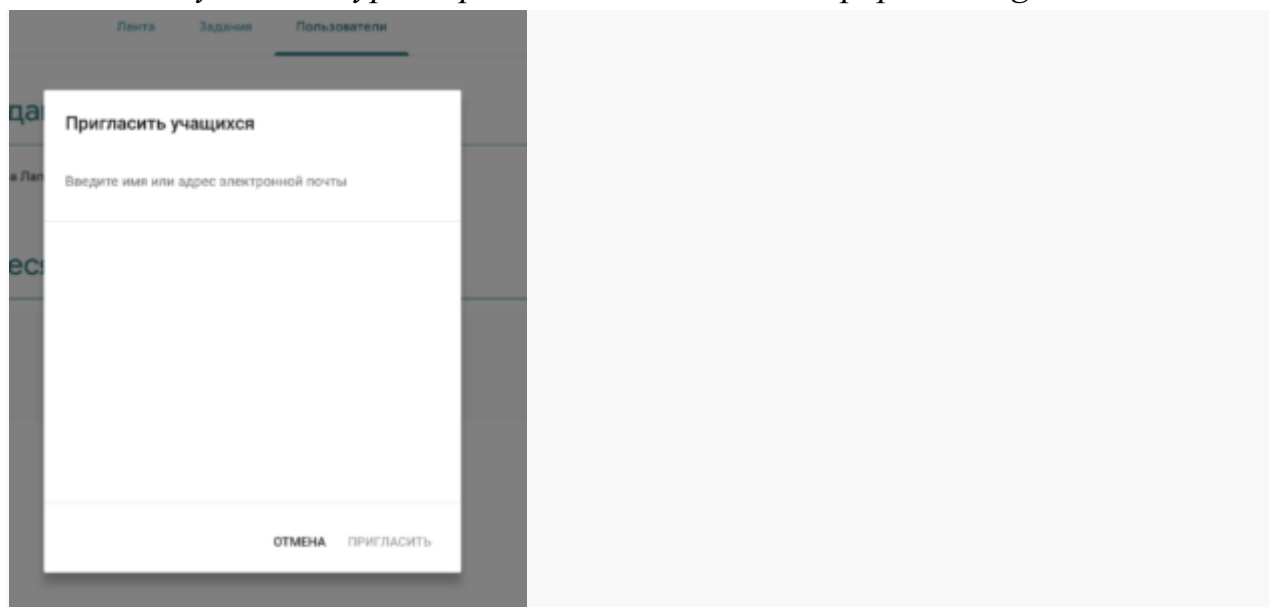 Лента Задания Пользователи
Пригласить учащихся
Введите имя или адрес электронной почты
ОТМЕНА ПРИГЛАСИТЬ